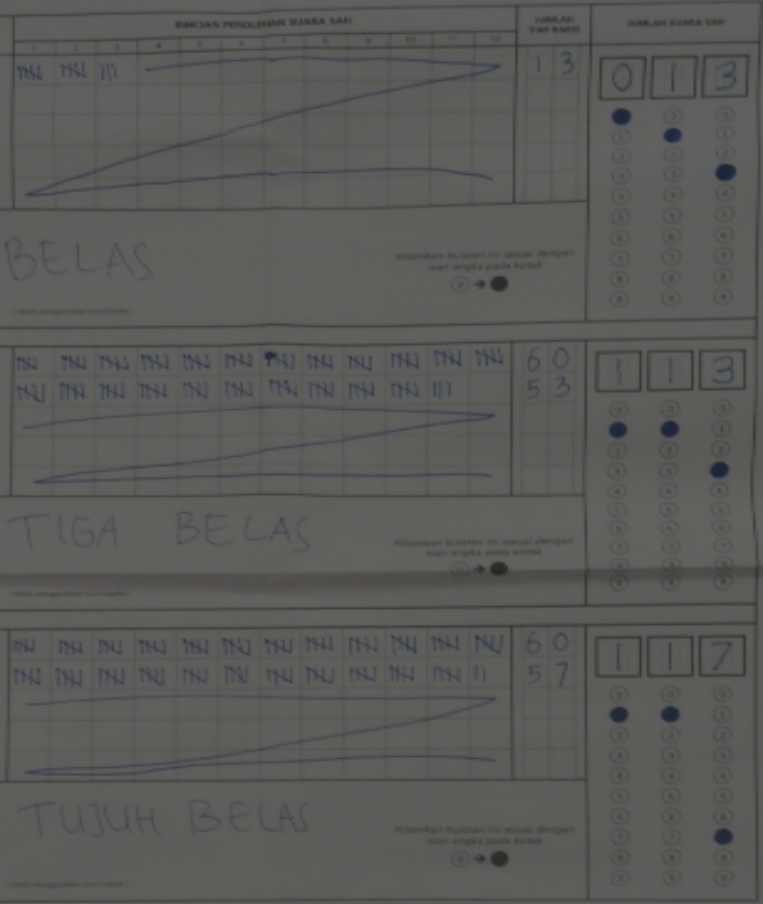 RINCIAN PEROLEHAN SUARA SAH
JUMLAH TIAP BARIS
JUMLAH SUARA SAH
1 2 3 4 5 6 7 8 9 10 11 12
13
0 1 3
BELAS
Hitamkan bulatan ini sesuai dengan
isian angka pada kotak
60
53
1 1 3
TIGA BELAS
Hitamkan bulatan ini sesuai dengan
isian angka pada kotak
60
57
1 1 7
TUJUH BELAS
Hitamkan bulatan ini sesuai dengan
isian angka pada kotak